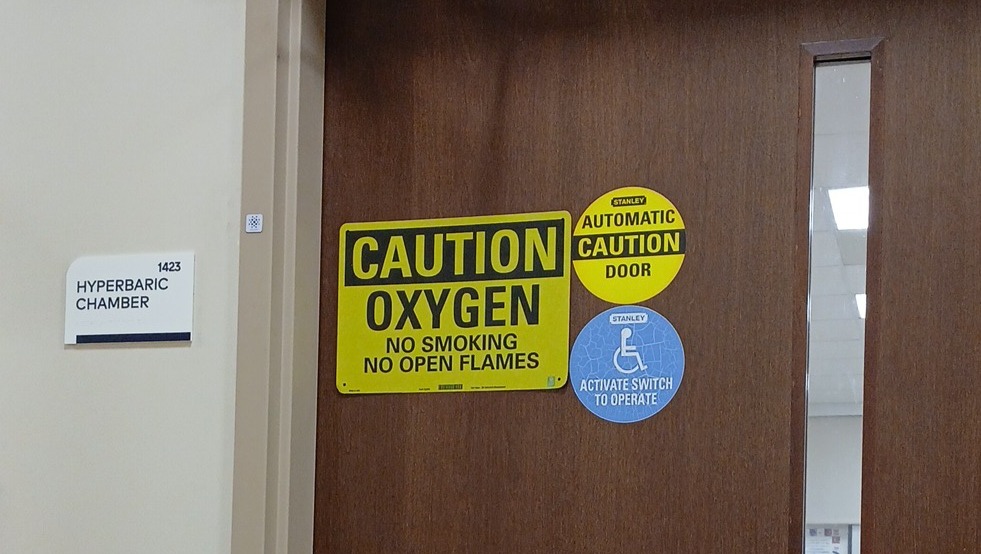 1423
HYPERBARIC
CHAMBER
CAUTION
OXYGEN
NO SMOKING
NO OPEN FLAMES
STANLEY
AUTOMATIC
CAUTION
DOOR
STANLEY
ACTIVATE SWITCH
TO OPERATE